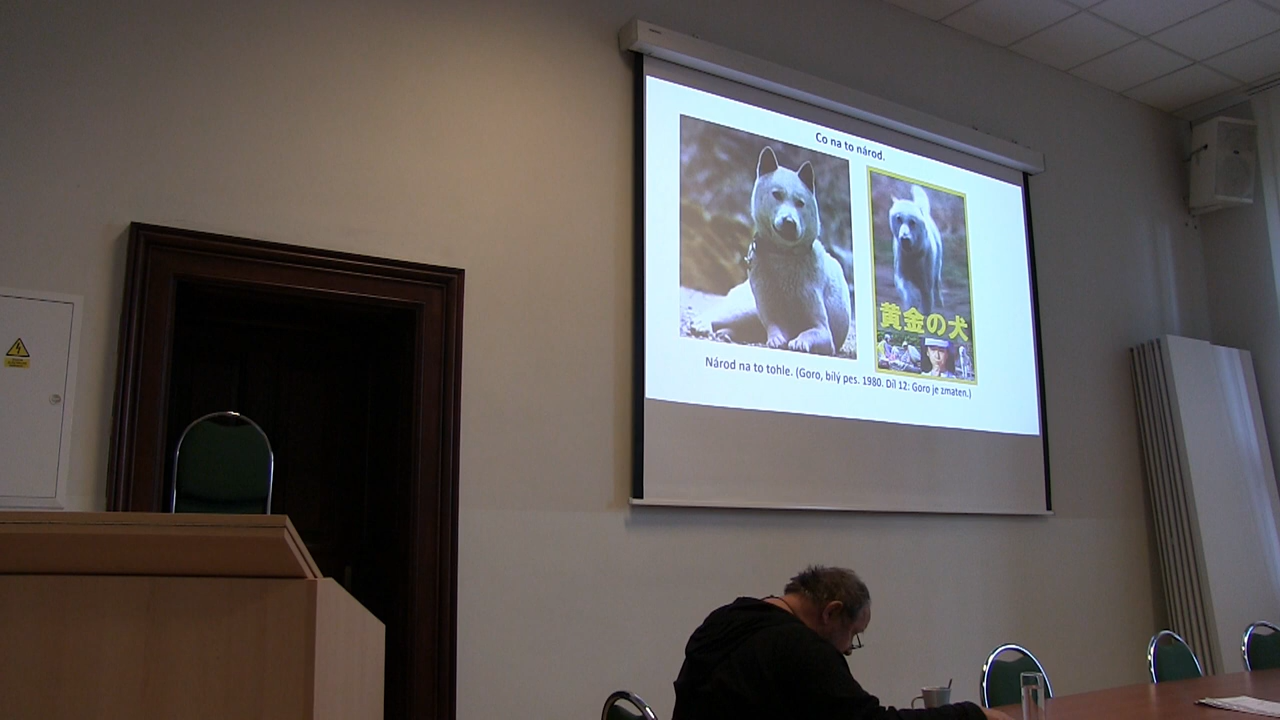 Co na to národ.
黄金の犬
Národ na to tohle. (Goro, bílý pes. 1980. Díl 12: Goro je zmaten.)